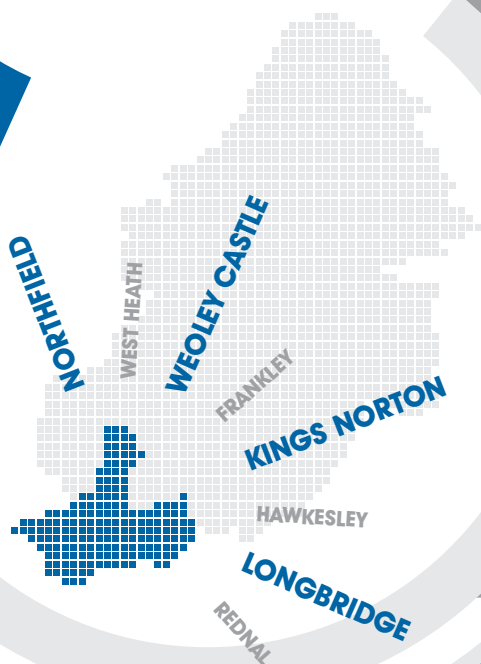 NORTHFIELD
WEST HEATH
WEOLEY CASTLE
FRANKLEY
KINGS NORTON
HAWKESLEY
LONGBRIDGE
REDNAL